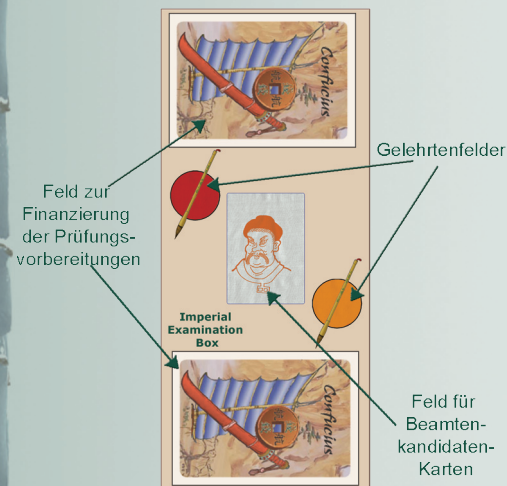 Confucius
Gelehrtenfelder
Feld zur
Finanzierung
der Prüfungs-
vorbereitungen
Imperial
Examination
Box
Confucius
Feld für
Beamten-
kandidaten-
Karten